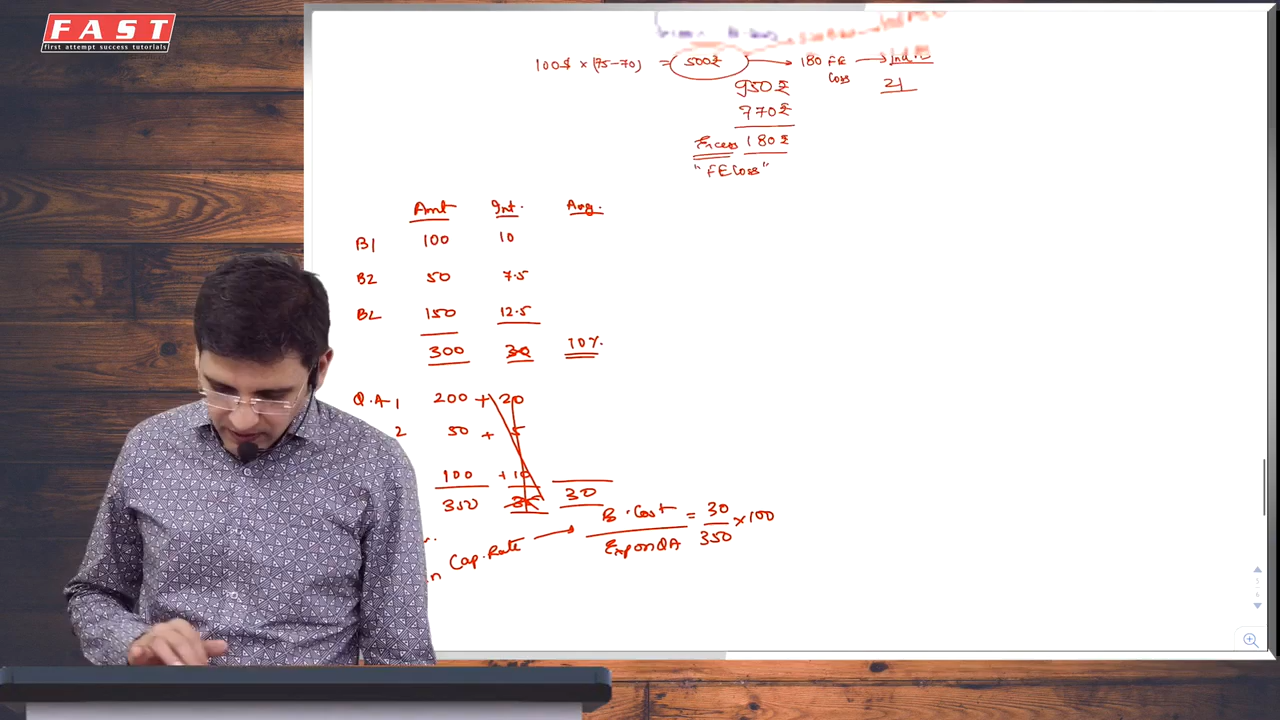 FAST
first attempt success tutorials
100$ × (75-70) = 500₹ → 180 FE Loss → Ind.
21
950₹
770₹
Excess 180₹
"FE Loss"
Amt Int. Avg.
B1 100 10
B2 50 7.5
B2 150 12.5
300 30 10%.
Q.A 1 200 + 20
2 50 + 5
100 + 10
350 35 30
Cap. Rate → B. Cost = 30 × 100
Exp on QA 350